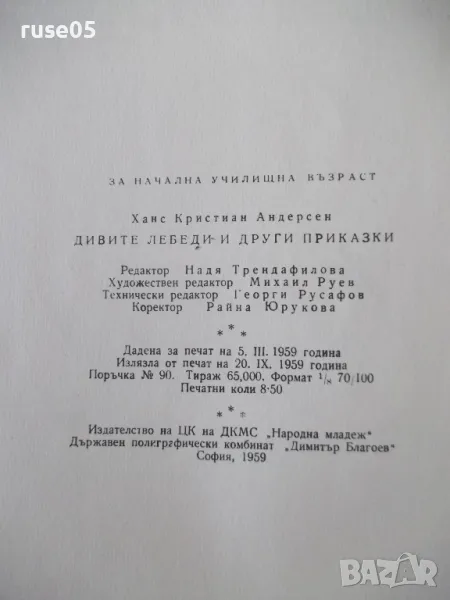 ruse05
ЗА НАЧАЛНА УЧИЛИЩНА ВЪЗРАСТ
Ханс Кристиан Андерсен
ДИВИТЕ ЛЕБЕДИ И ДРУГИ ПРИКАЗКИ
Редактор Надя Трендафилова
Художествен редактор Михаил Руев
Технически редактор Георги Русафов
Коректор Райна Юрукова
* * *
Дадена за печат на 5. III. 1959 година
Излязла от печат на 20. IX. 1959 година
Поръчка № 90. Тираж 65,000. Формат 1/8 70/100
Печатни коли 8·50
* * *
Издателство на ЦК на ДКМС „Народна младеж"
Държавен полиграфически комбинат „Димитър Благоев"
София, 1959
BAZAR
.bg